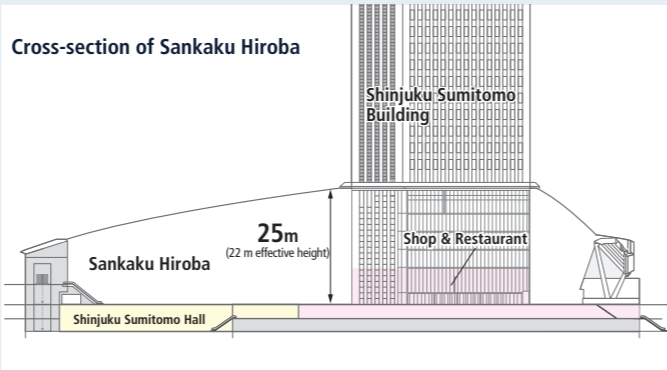 Cross-section of Sankaku Hiroba
Shinjuku Sumitomo
Building
25m
(22 m effective height)
Shop & Restaurant
Sankaku Hiroba
Shinjuku Sumitomo Hall